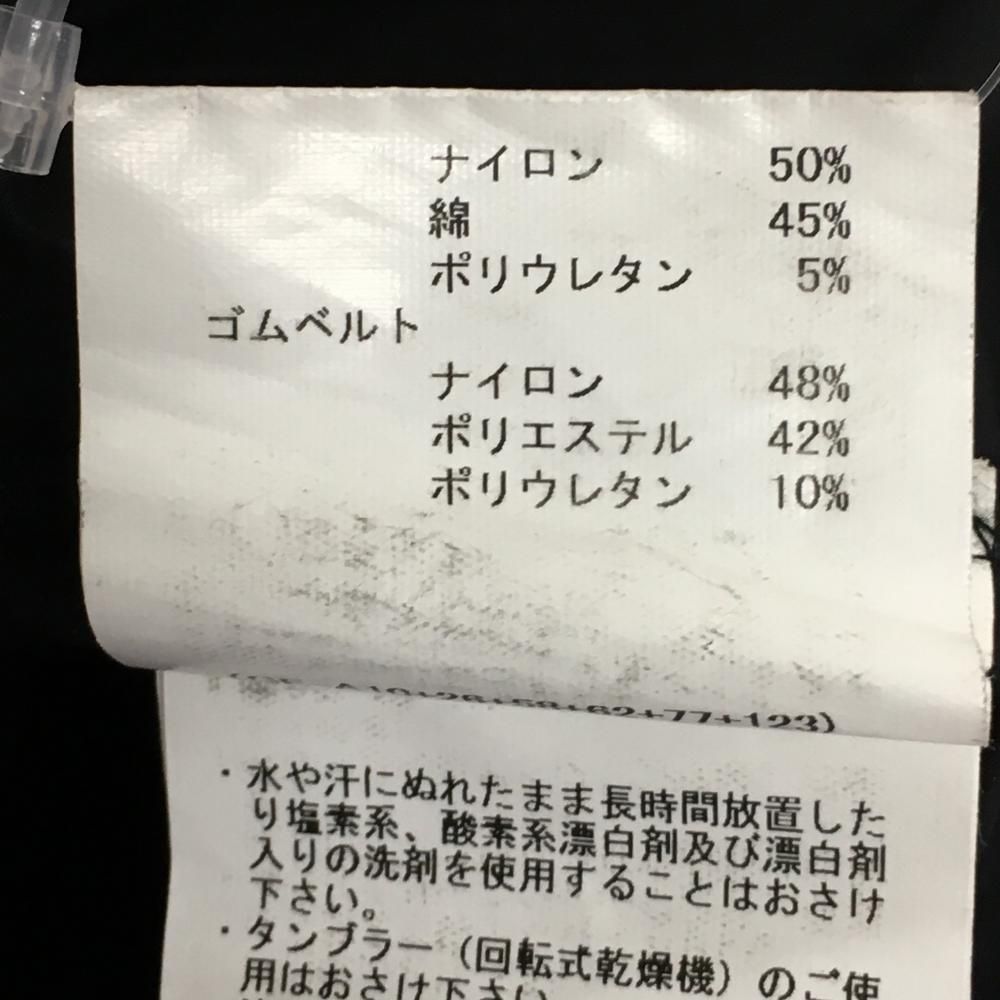 ナイロン 50%
綿 45%
ポリウレタン 5%
ゴムベルト
ナイロン 48%
ポリエステル 42%
ポリウレタン 10%
+26+58+62+77+123)
・水や汗にぬれたまま長時間放置した
り塩素系、酸素系漂白剤及び漂白剤
入りの洗剤を使用することはおさけ
下さい。
・タンブラー（回転式乾燥機）のご使
用はおさけ下さい